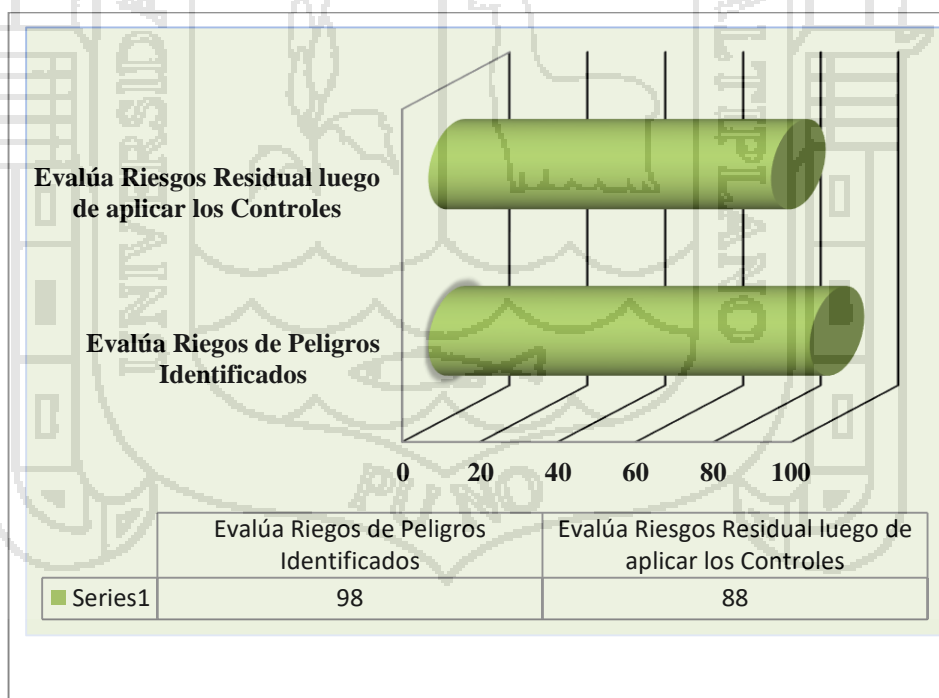 Evalúa Riesgos Residual luego
de aplicar los Controles
Evalúa Riegos de Peligros
Identificados
0 20 40 60 80 100
Evalúa Riegos de Peligros
Identificados
Evalúa Riesgos Residual luego de
aplicar los Controles
Series1 98 88
PUNO